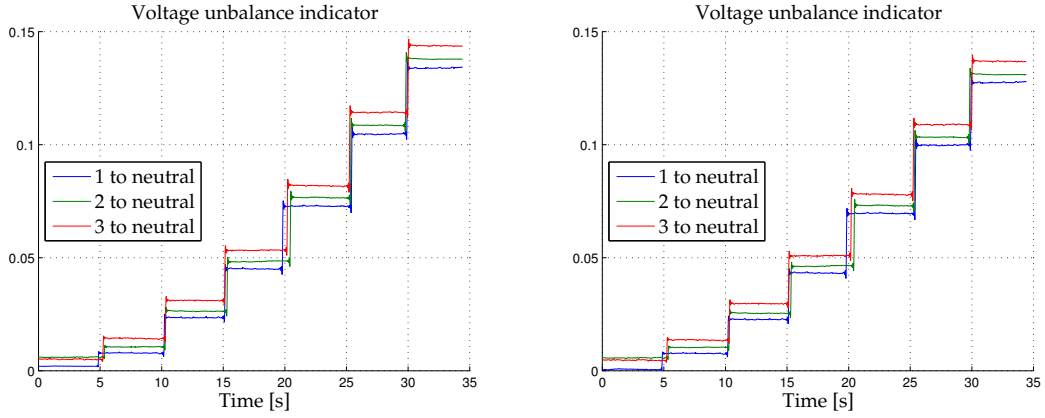 Voltage unbalance indicator
0.15
0.1
0.05
0
1 to neutral
2 to neutral
3 to neutral
0 5 10 15 20 25 30 35
Time [s]
Voltage unbalance indicator
0.15
0.1
0.05
0
1 to neutral
2 to neutral
3 to neutral
0 5 10 15 20 25 30 35
Time [s]